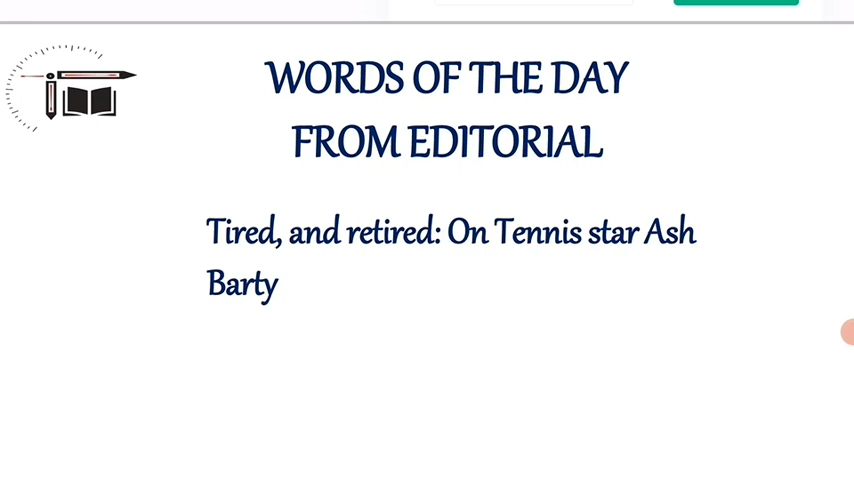 WORDS OF THE DAY
FROM EDITORIAL
Tired, and retired: On Tennis star Ash
Barty